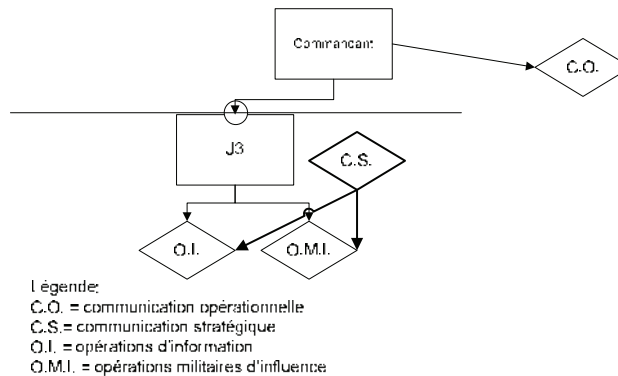 Commandant
C.O.
J3
C.S.
O.I.
O.M.I.
Légende:
C.O. = communication opérationnelle
C.S.= communication stratégique
O.I. = opérations d'information
O.M.I. = opérations militaires d'influence